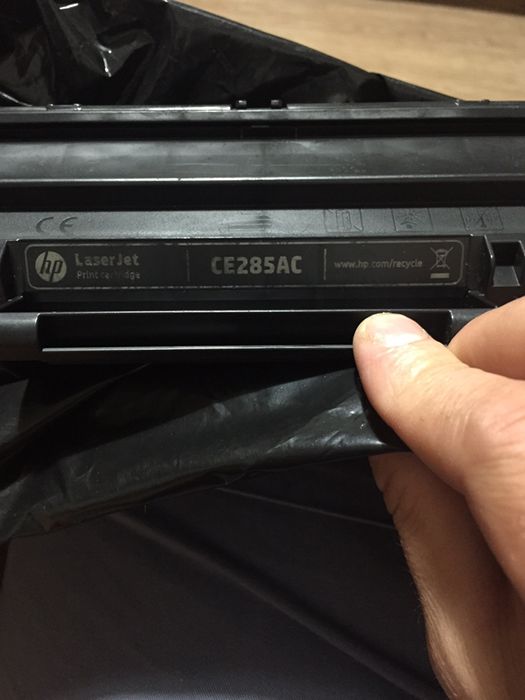 CE
hp
LaserJet
Print cartridge
CE285AC
www.hp.com/recycle